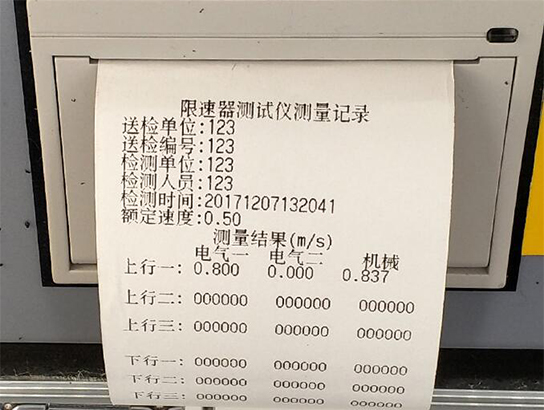 限速器测试仪测量记录
送检单位:123
送检编号:123
检测单位:123
检测人员:123
检测时间:20171207132041
额定速度:0.50
测量结果(m/s)
电气一 电气二 机械
上行一: 0.800 0.000 0.837
上行二: 000000 000000 000000
上行三: 000000 000000 000000
下行一: 000000 000000 000000
下行二: 000000 000000 000000
下行三: 000000 000000 000000